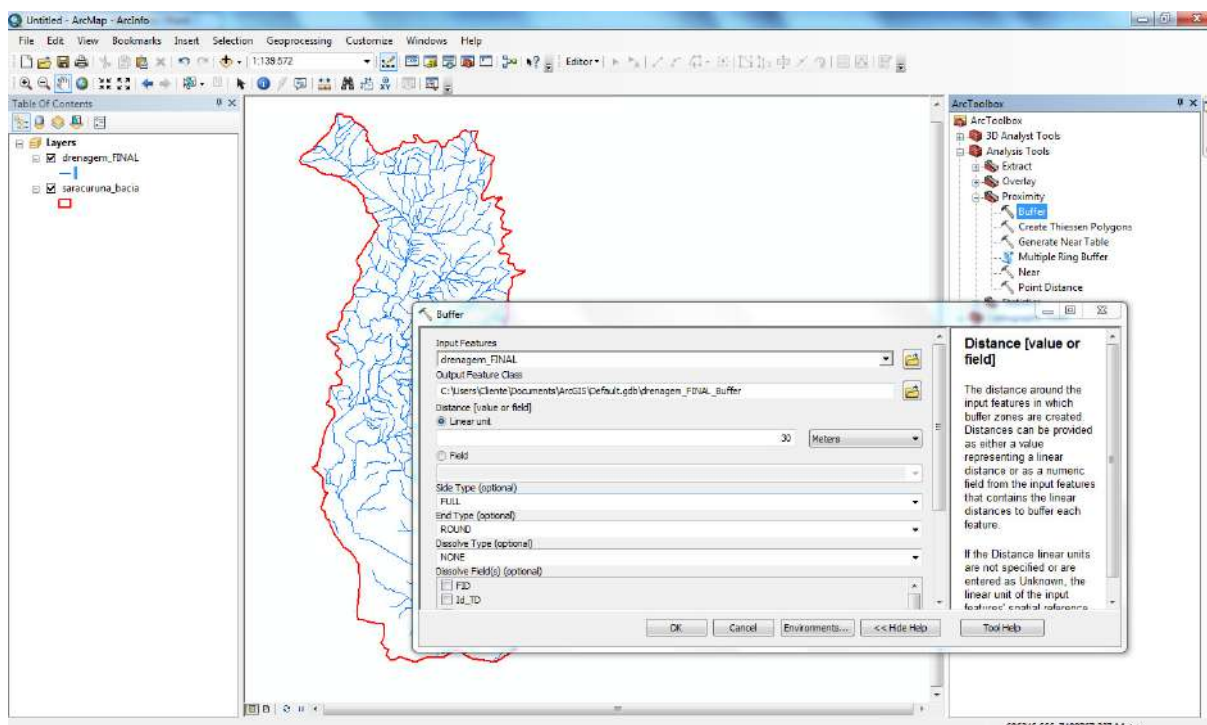 Untitled - ArcMap - ArcInfo
File Edit View Bookmarks Insert Selection Geoprocessing Customize Windows Help
1:139.572
Editor
Table Of Contents
Layers
drenagem_FINAL
saracuruna_bacia
ArcToolbox
ArcToolbox
3D Analyst Tools
Analysis Tools
Extract
Overlay
Proximity
Buffer
Create Thiessen Polygons
Generate Near Table
Multiple Ring Buffer
Near
Point Distance
Buffer
Input Features
drenagem_FINAL
Output Feature Class
C:\Users\Cliente\Documents\ArcGIS\Default.gdb\drenagem_FINAL_Buffer
Distance [value or field]
Linear unit
30 Meters
Field
Side Type (optional)
FULL
End Type (optional)
ROUND
Dissolve Type (optional)
NONE
Dissolve Field(s) (optional)
FID
Id_TD
OK Cancel Environments... << Hide Help Tool Help
Distance [value or
field]
The distance around the
input features in which
buffer zones are created.
Distances can be provided
as either a value
representing a linear
distance or as a numeric
field from the input features
that contains the linear
distances to buffer each
feature.
If the Distance linear units
are not specified or are
entered as Unknown, the
linear unit of the input
features' spatial reference